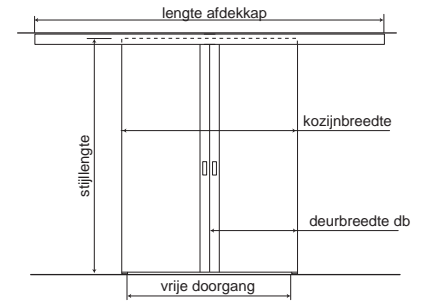 lengte afdekkap
kozijnbreedte
stijllengte
deurbreedte db
vrije doorgang